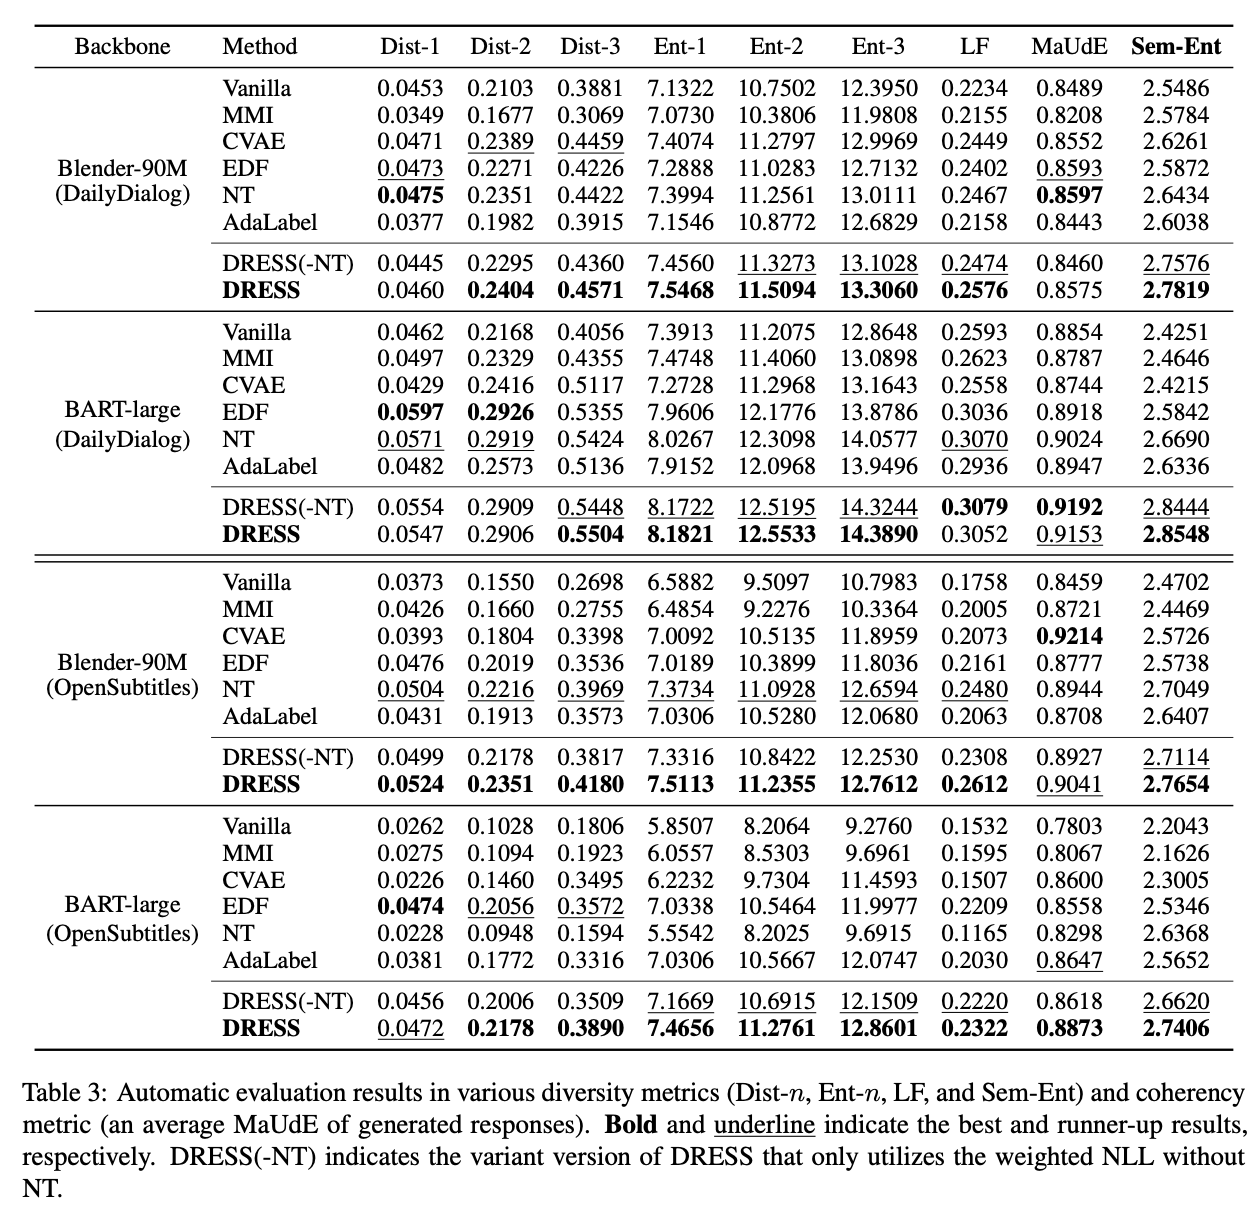 Backbone Method Dist-1 Dist-2 Dist-3 Ent-1 Ent-2 Ent-3 LF MaUdE Sem-Ent
Vanilla 0.0453 0.2103 0.3881 7.1322 10.7502 12.3950 0.2234 0.8489 2.5486
MMI 0.0349 0.1677 0.3069 7.0730 10.3806 11.9808 0.2155 0.8208 2.5784
CVAE 0.0471 0.2389 0.4459 7.4074 11.2797 12.9969 0.2449 0.8552 2.6261
Blender-90M EDF 0.0473 0.2271 0.4226 7.2888 11.0283 12.7132 0.2402 0.8593 2.5872
(DailyDialog) NT 0.0475 0.2351 0.4422 7.3994 11.2561 13.0111 0.2467 0.8597 2.6434
AdaLabel 0.0377 0.1982 0.3915 7.1546 10.8772 12.6829 0.2158 0.8443 2.6038
DRESS(-NT) 0.0445 0.2295 0.4360 7.4560 11.3273 13.1028 0.2474 0.8460 2.7576
DRESS 0.0460 0.2404 0.4571 7.5468 11.5094 13.3060 0.2576 0.8575 2.7819
Vanilla 0.0462 0.2168 0.4056 7.3913 11.2075 12.8648 0.2593 0.8854 2.4251
MMI 0.0497 0.2329 0.4355 7.4748 11.4060 13.0898 0.2623 0.8787 2.4646
CVAE 0.0429 0.2416 0.5117 7.2728 11.2968 13.1643 0.2558 0.8744 2.4215
BART-large EDF 0.0597 0.2926 0.5355 7.9606 12.1776 13.8786 0.3036 0.8918 2.5842
(DailyDialog) NT 0.0571 0.2919 0.5424 8.0267 12.3098 14.0577 0.3070 0.9024 2.6690
AdaLabel 0.0482 0.2573 0.5136 7.9152 12.0968 13.9496 0.2936 0.8947 2.6336
DRESS(-NT) 0.0554 0.2909 0.5448 8.1722 12.5195 14.3244 0.3079 0.9192 2.8444
DRESS 0.0547 0.2906 0.5504 8.1821 12.5533 14.3890 0.3052 0.9153 2.8548
Vanilla 0.0373 0.1550 0.2698 6.5882 9.5097 10.7983 0.1758 0.8459 2.4702
MMI 0.0426 0.1660 0.2755 6.4854 9.2276 10.3364 0.2005 0.8721 2.4469
CVAE 0.0393 0.1804 0.3398 7.0092 10.5135 11.8959 0.2073 0.9214 2.5726
Blender-90M EDF 0.0476 0.2019 0.3536 7.0189 10.3899 11.8036 0.2161 0.8777 2.5738
(OpenSubtitles) NT 0.0504 0.2216 0.3969 7.3734 11.0928 12.6594 0.2480 0.8944 2.7049
AdaLabel 0.0431 0.1913 0.3573 7.0306 10.5280 12.0680 0.2063 0.8708 2.6407
DRESS(-NT) 0.0499 0.2178 0.3817 7.3316 10.8422 12.2530 0.2308 0.8927 2.7114
DRESS 0.0524 0.2351 0.4180 7.5113 11.2355 12.7612 0.2612 0.9041 2.7654
Vanilla 0.0262 0.1028 0.1806 5.8507 8.2064 9.2760 0.1532 0.7803 2.2043
MMI 0.0275 0.1094 0.1923 6.0557 8.5303 9.6961 0.1595 0.8067 2.1626
CVAE 0.0226 0.1460 0.3495 6.2232 9.7304 11.4593 0.1507 0.8600 2.3005
BART-large EDF 0.0474 0.2056 0.3572 7.0338 10.5464 11.9977 0.2209 0.8558 2.5346
(OpenSubtitles) NT 0.0228 0.0948 0.1594 5.5542 8.2025 9.6915 0.1165 0.8298 2.6368
AdaLabel 0.0381 0.1772 0.3316 7.0306 10.5667 12.0747 0.2030 0.8647 2.5652
DRESS(-NT) 0.0456 0.2006 0.3509 7.1669 10.6915 12.1509 0.2220 0.8618 2.6620
DRESS 0.0472 0.2178 0.3890 7.4656 11.2761 12.8601 0.2322 0.8873 2.7406
Table 3: Automatic evaluation results in various diversity metrics (Dist-n, Ent-n, LF, and Sem-Ent) and coherency
metric (an average MaUdE of generated responses). Bold and underline indicate the best and runner-up results,
respectively. DRESS(-NT) indicates the variant version of DRESS that only utilizes the weighted NLL without
NT.